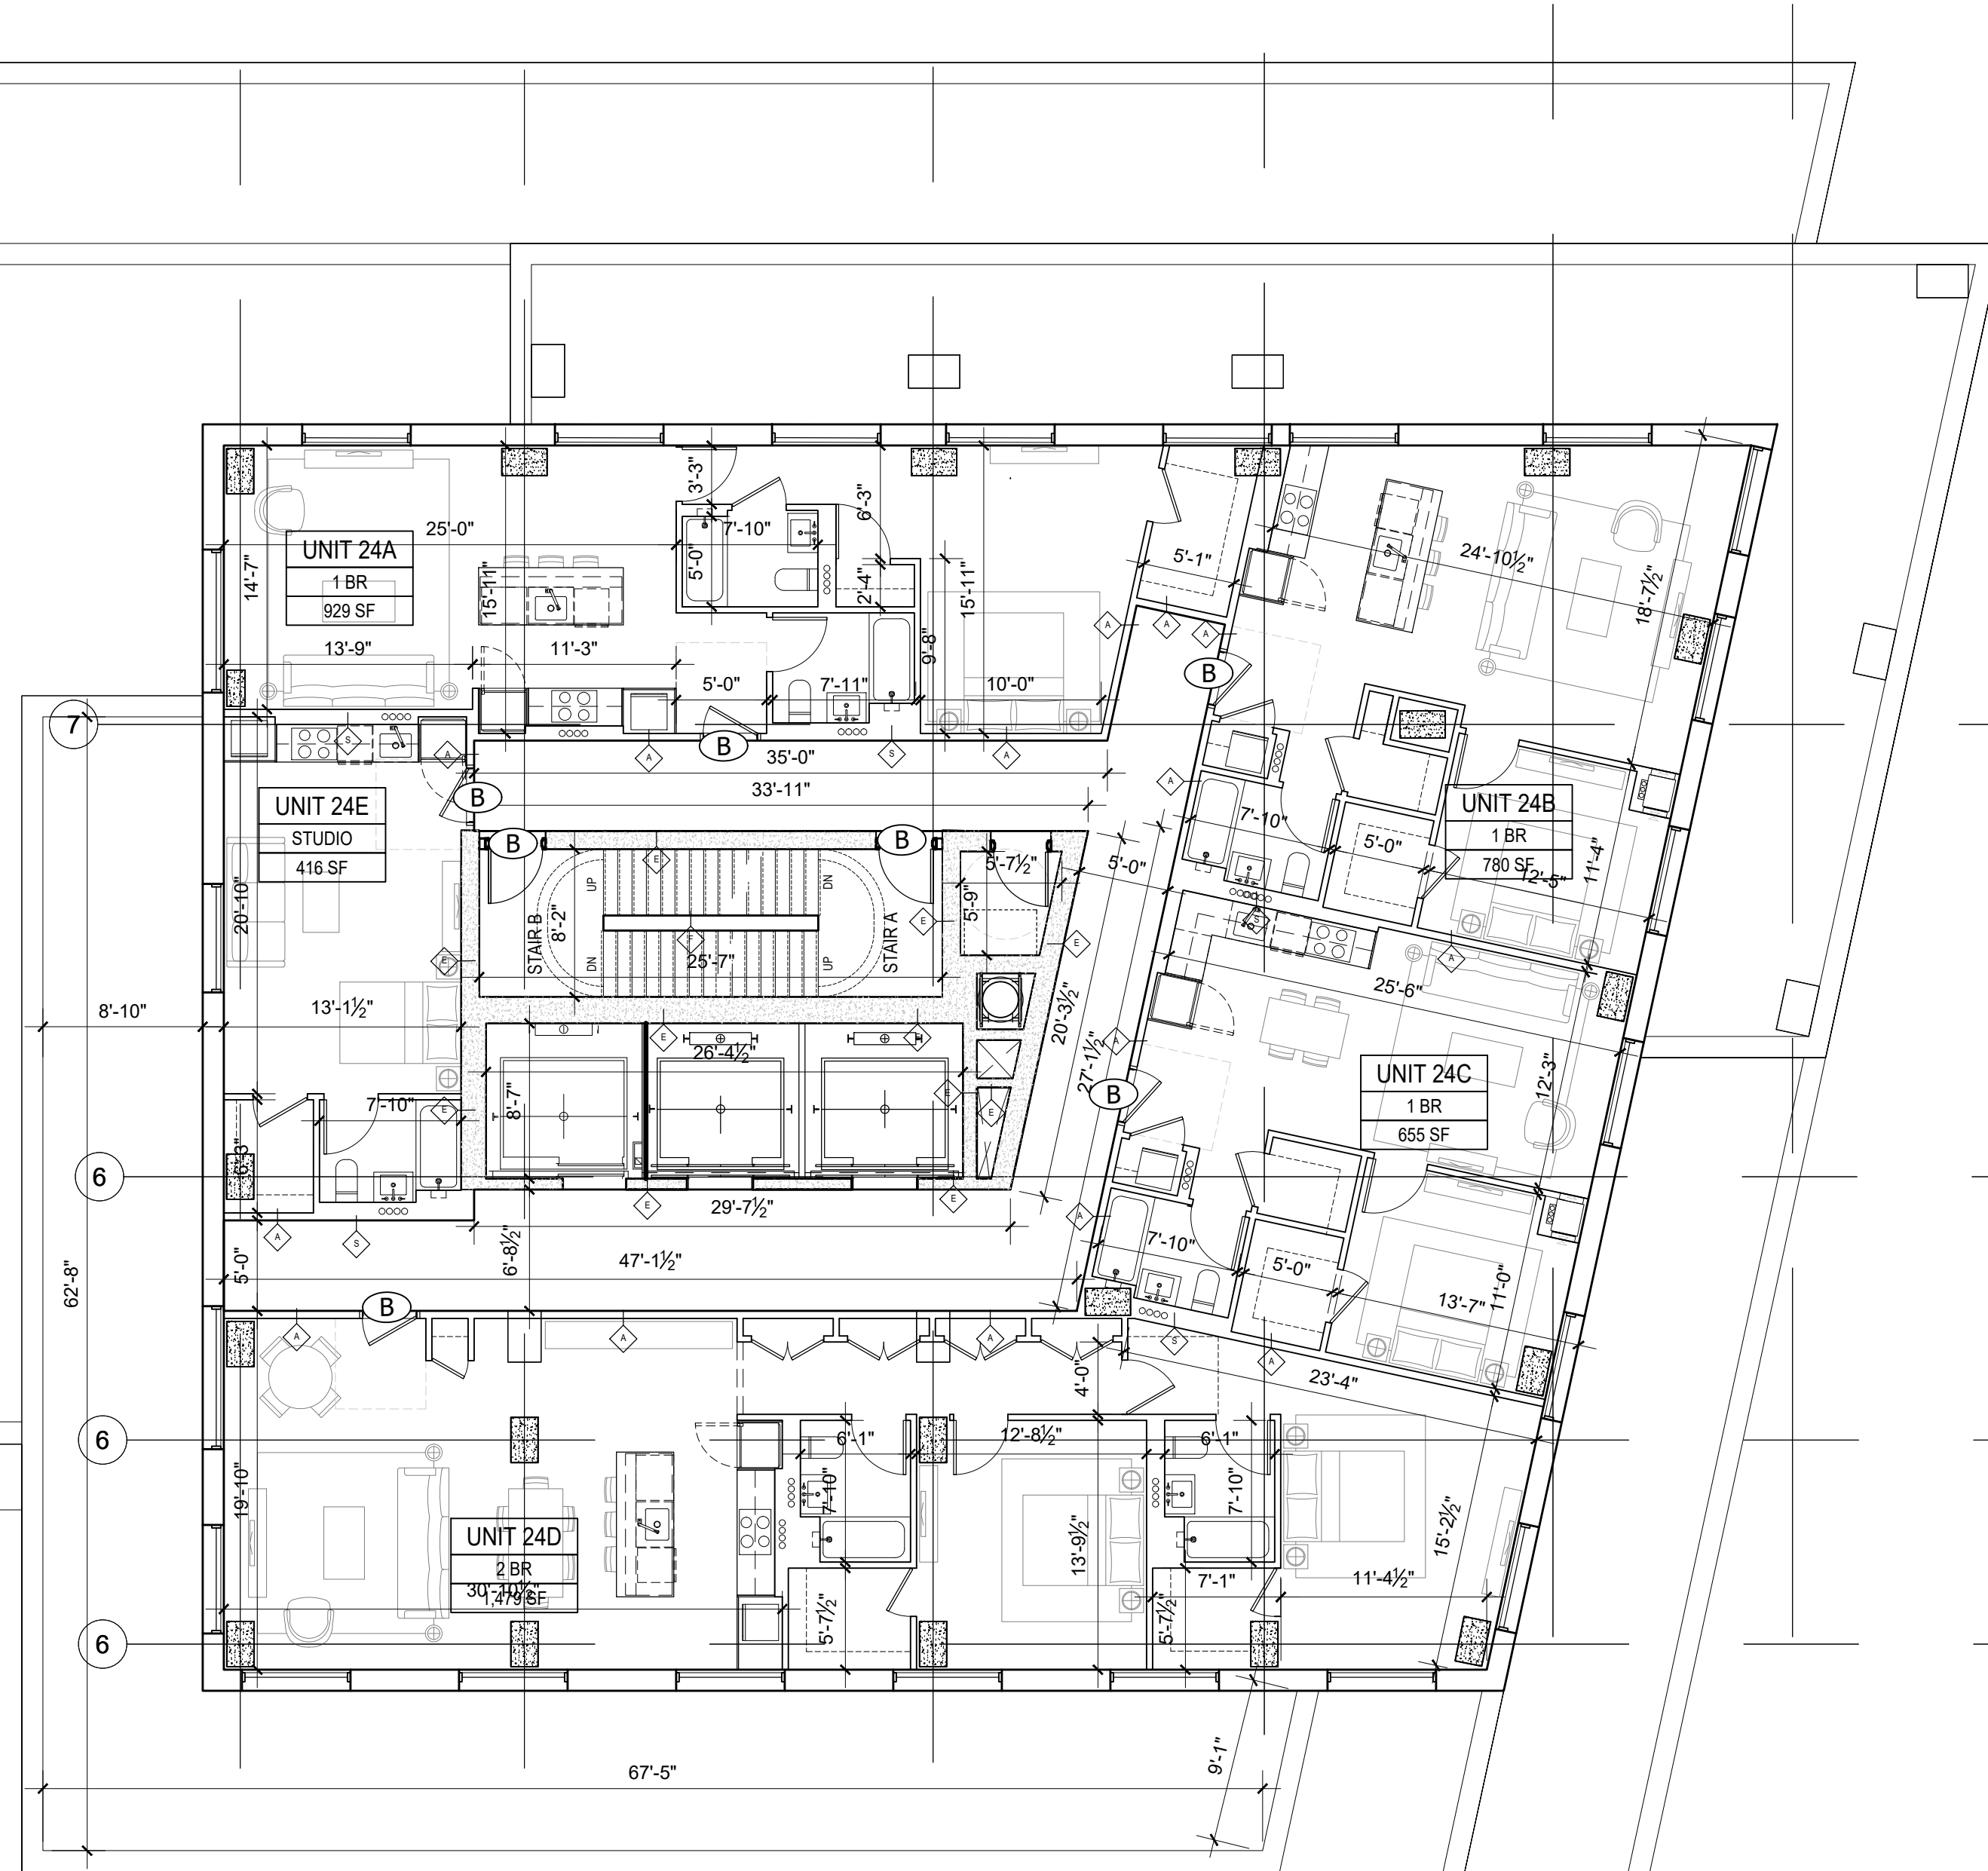 3'-3"
6'-3"
25'-0"
7'-10"
UNIT 24A
1 BR
929 SF
14'-7"
15'-11"
5'-0"
2'-4"
15'-11"
5'-1"
24'-10½"
18'-7½"
A
A
A
13'-9"
11'-3"
9'-8"
5'-0"
7'-11"
10'-0"
B
7
S
A
B
A
S
A
35'-0"
33'-11"
A
B
UNIT 24E
STUDIO
416 SF
UNIT 24B
1 BR
780 SF
7'-10"
5'-0"
12'-5"
11'-4"
B
B
E
5'-7½"
5'-0"
UP
DN
20'-10"
STAIR B
8'-2"
STAIR A
5'-9"
E
E
E
E
25'-7"
DN
UP
S
A
25'-6"
8'-10"
13'-1½"
E
26'-4½"
E
20'-3½"
27'-1½"
A
UNIT 24C
1 BR
655 SF
12'-3"
8'-7"
E
E
B
7'-10"
E
6'-3"
6
E
E
29'-7½"
A
A
S
6'-8½"
7'-10"
5'-0"
13'-7"
11'-0"
62'-8"
5'-0"
47'-1½"
B
A
A
A
S
A
4'-0"
23'-4"
6
6'-1"
12'-8½"
6'-1"
19'-10"
7'-10"
7'-10"
13'-9½"
15'-2½"
UNIT 24D
2 BR
30'-10½"
1,479 SF
7'-1"
11'-4½"
5'-7½"
5'-7½"
6
67'-5"
9'-1"